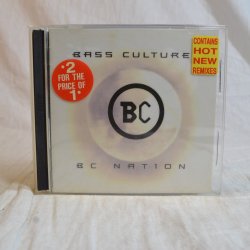 BASS CULTURE
CONTAINS
HOT
NEW
REMIXES
2
FOR THE
PRICE OF
1
BC
BC NATION